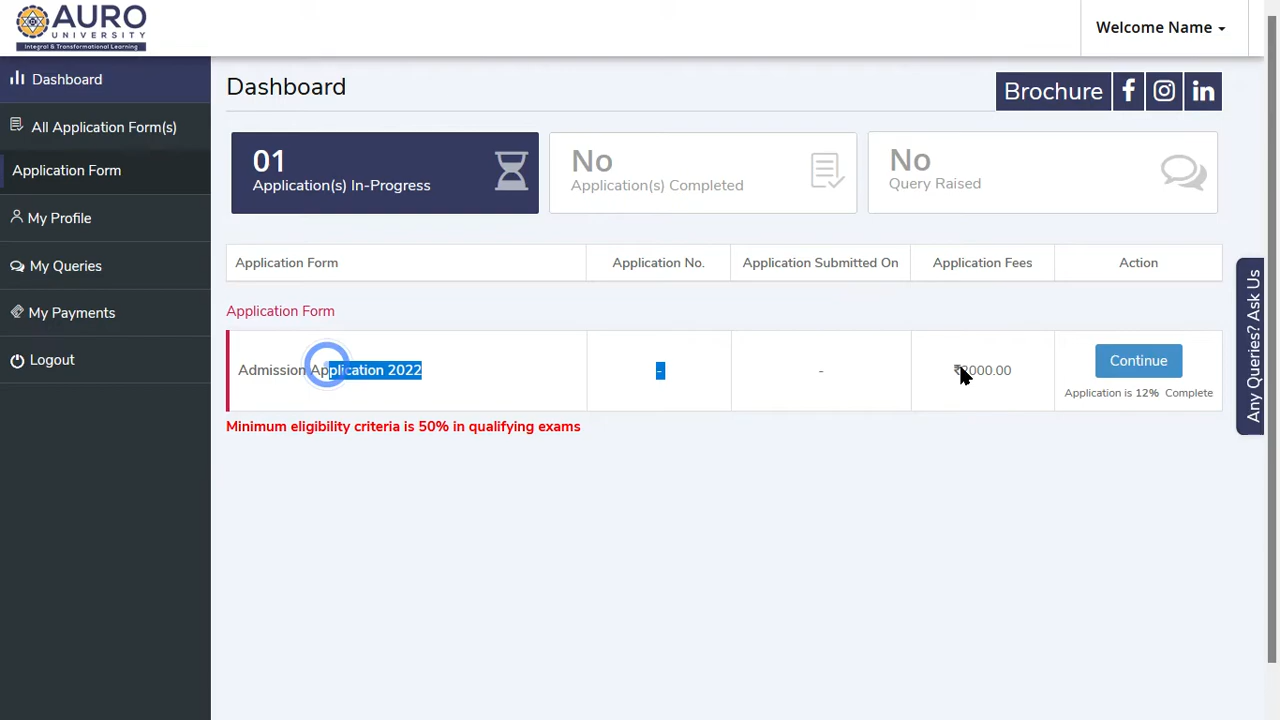 AURO
UNIVERSITY
Integral & Transformational Learning
Welcome Name
Dashboard
All Application Form(s)
Application Form
My Profile
My Queries
My Payments
Logout
Dashboard
Brochure
01
Application(s) In-Progress
No
Application(s) Completed
No
Query Raised
Application Form Application No. Application Submitted On Application Fees Action
Application Form
Admission Application 2022 - - 000.00 Continue
Application is 12% Complete
Minimum eligibility criteria is 50% in qualifying exams
Any Queries? Ask Us